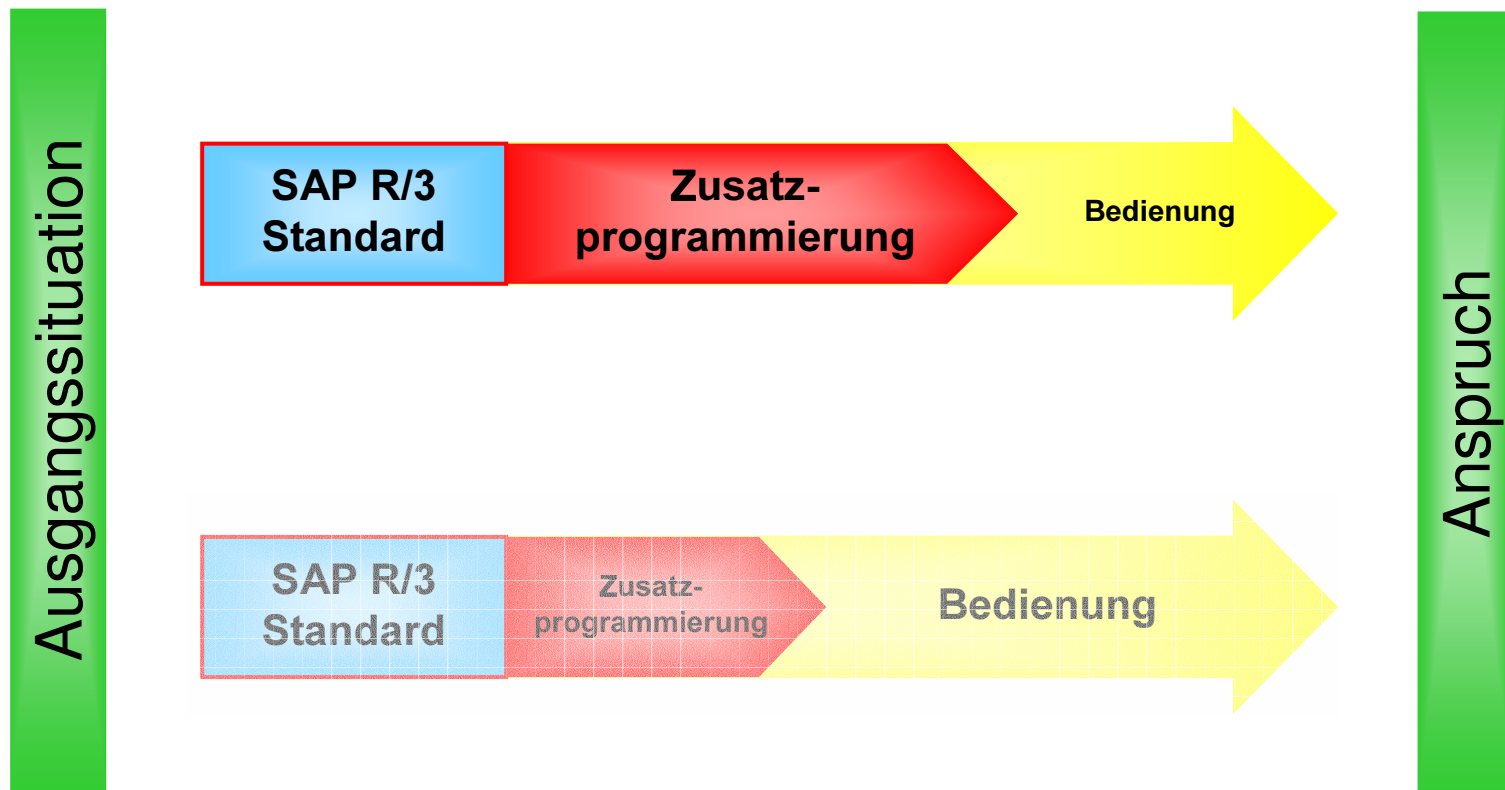 Ausgangssituation
SAP R/3
Standard
Zusatz-
programmierung
Bedienung
SAP R/3
Standard
Zusatz-
programmierung
Bedienung
Anspruch